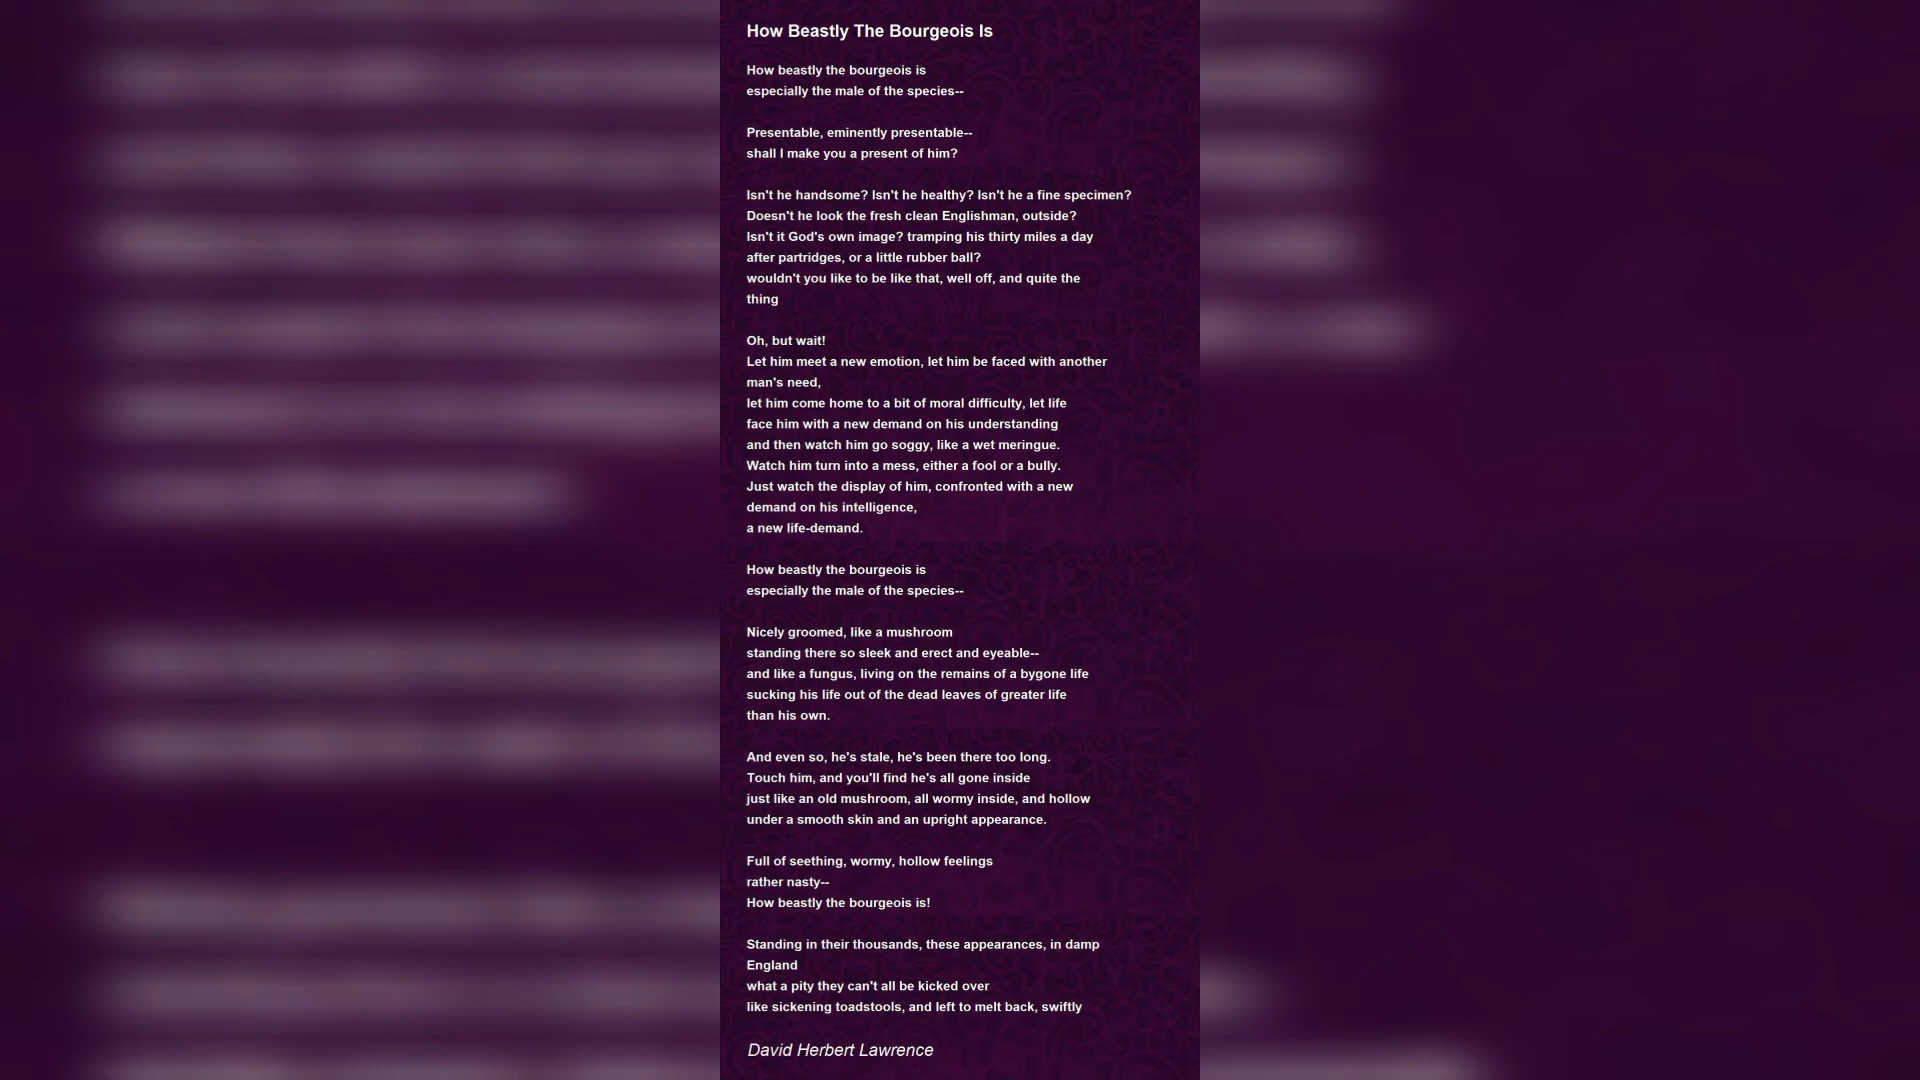 How Beastly The Bourgeois Is
How beastly the bourgeois is
especially the male of the species--
Presentable, eminently presentable--
shall I make you a present of him?
Isn't he handsome? Isn't he healthy? Isn't he a fine specimen?
Doesn't he look the fresh clean Englishman, outside?
Isn't it God's own image? tramping his thirty miles a day
after partridges, or a little rubber ball?
wouldn't you like to be like that, well off, and quite the
thing
Oh, but wait!
Let him meet a new emotion, let him be faced with another
man's need,
let him come home to a bit of moral difficulty, let life
face him with a new demand on his understanding
and then watch him go soggy, like a wet meringue.
Watch him turn into a mess, either a fool or a bully.
Just watch the display of him, confronted with a new
demand on his intelligence,
a new life-demand.
How beastly the bourgeois is
especially the male of the species--
Nicely groomed, like a mushroom
standing there so sleek and erect and eyeable--
and like a fungus, living on the remains of a bygone life
sucking his life out of the dead leaves of greater life
than his own.
And even so, he's stale, he's been there too long.
Touch him, and you'll find he's all gone inside
just like an old mushroom, all wormy inside, and hollow
under a smooth skin and an upright appearance.
Full of seething, wormy, hollow feelings
rather nasty--
How beastly the bourgeois is!
Standing in their thousands, these appearances, in damp
England
what a pity they can't all be kicked over
like sickening toadstools, and left to melt back, swiftly
David Herbert Lawrence